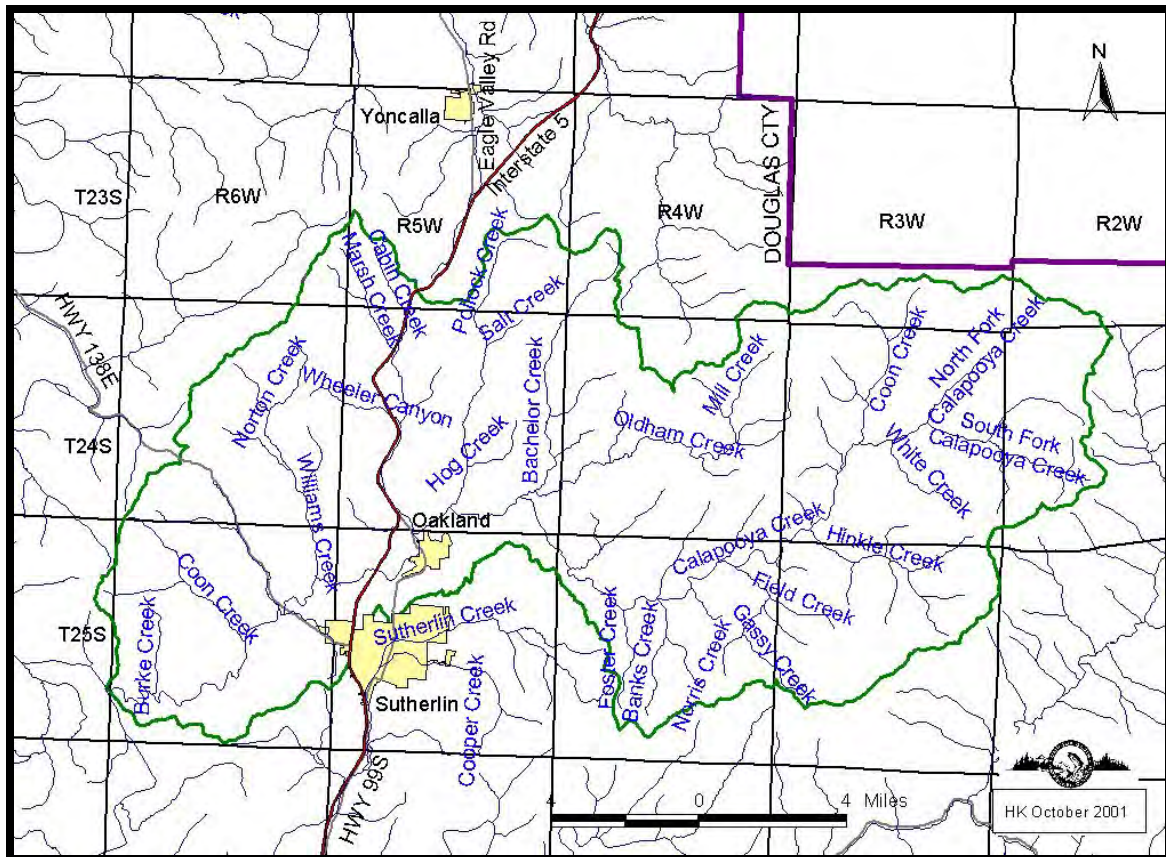 N
Eagle Valley Rd
Yoncalla
Interstate 5
DOUGLAS CTY
T23S
R6W
R5W
R4W
R3W
R2W
Cabin Creek
Marsh Creek
Pollock Creek
Salt Creek
HWY 138E
Norton Creek
Wheeler Canyon
Bachelor Creek
Mill Creek
Coon Creek
North Fork
Calapooya Creek
T24S
Hog Creek
Oldham Creek
South Fork
Calapooya Creek
White Creek
Williams Creek
Oakland
Calapooya Creek
Hinkle Creek
Coon Creek
Field Creek
T25S
Burke Creek
Sutherlin Creek
Foster Creek
Banks Creek
Norris Creek
Gassy Creek
Sutherlin
Cooper Creek
HWY 99S
4 0 4 Miles
HK October 2001